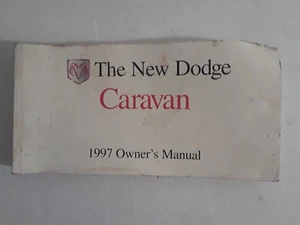 The New Dodge
Caravan
1997 Owner's Manual